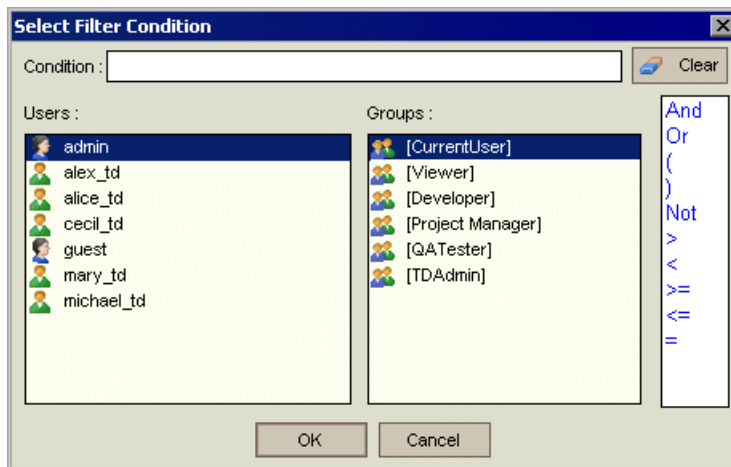 Select Filter Condition
Condition :
Clear
Users :
admin
alex_td
alice_td
cecil_td
guest
mary_td
michael_td
Groups :
[CurrentUser]
[Viewer]
[Developer]
[Project Manager]
[QATester]
[TDAdmin]
And
Or
(
)
Not
>
<
>=
<=
=
OK
Cancel